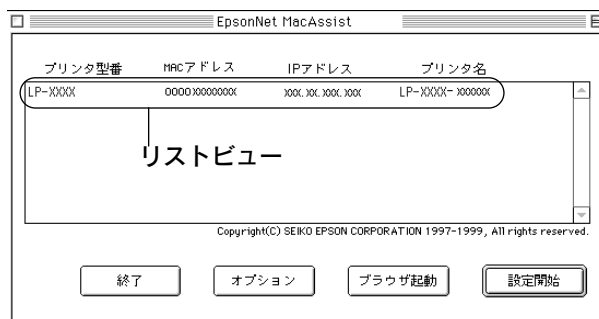 EpsonNet MacAssist
プリンタ型番 MACアドレス IPアドレス プリンタ名
LP-XXXX 0000XXXXXXXX XXX.XX.XXX.XXX LP-XXXX-XXXXXX
リストビュー
Copyright(C) SEIKO EPSON CORPORATION 1997-1999, All rights reserved.
終了 オプション ブラウザ起動 設定開始